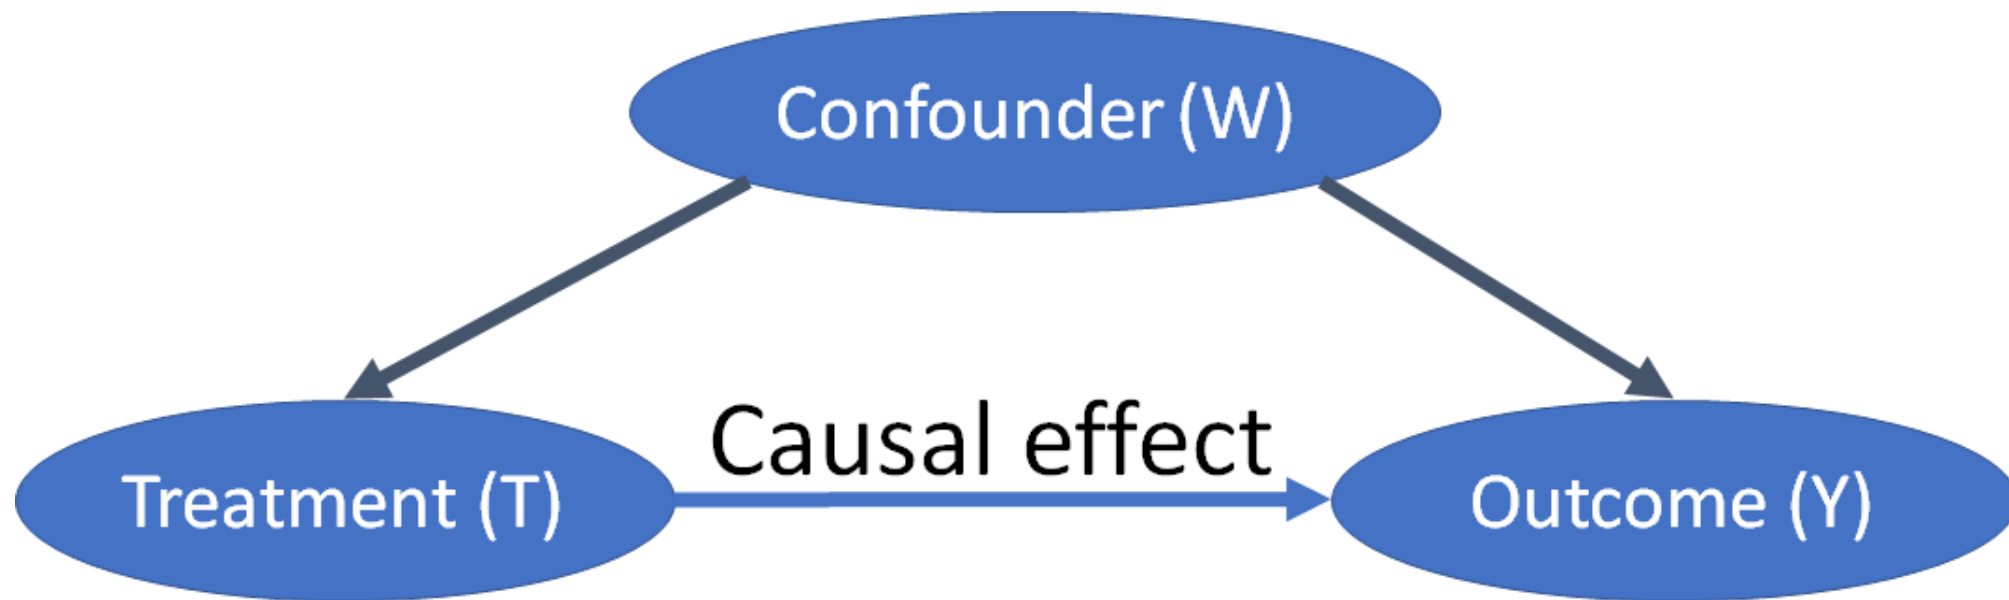 Confounder (W)
Causal effect
Treatment (T)
Outcome (Y)